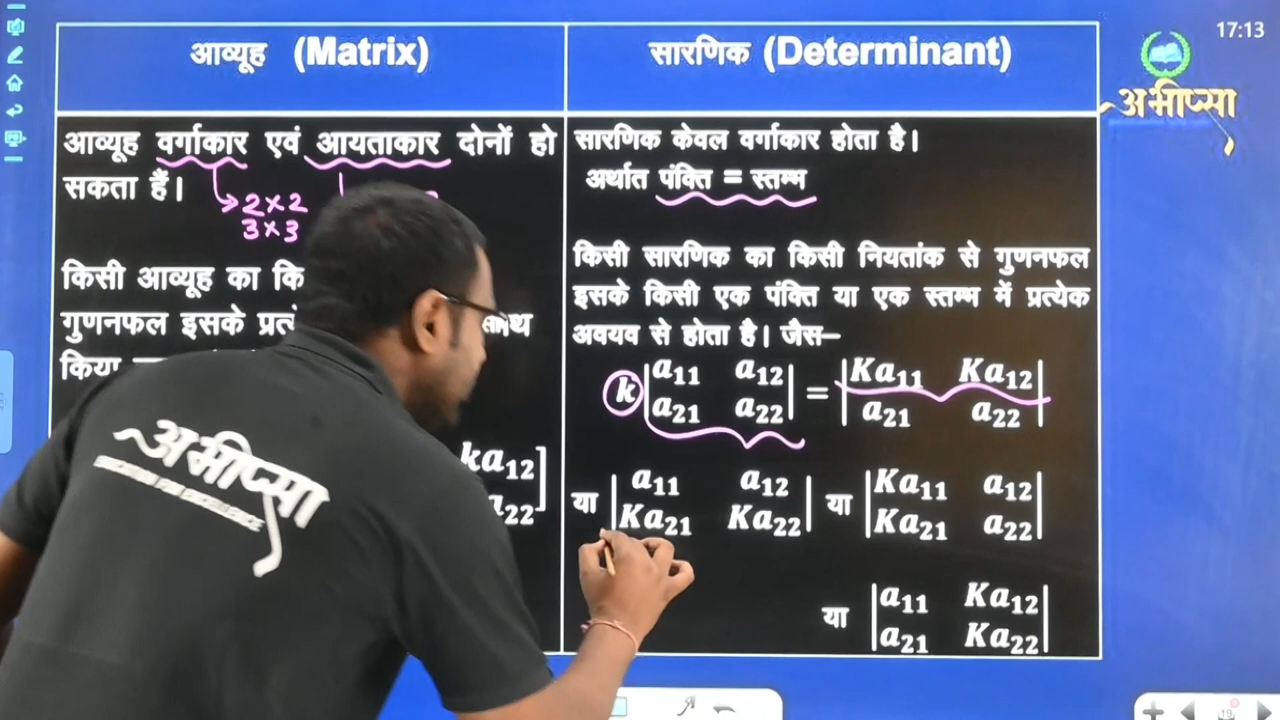 17:13
अभीप्सा
आव्यूह (Matrix)
सारणिक (Determinant)
आव्यूह वर्गाकार एवं आयताकार दोनों हो
सकता हैं।
2×2
3×3
किसी आव्यूह का कि
गुणनफल इसके प्रत्ये
साथ
किया
ka₁₂
a₂₂
सारणिक केवल वर्गाकार होता है।
अर्थात पंक्ति = स्तम्भ
किसी सारणिक का किसी नियतांक से गुणनफल
इसके किसी एक पंक्ति या एक स्तम्भ में प्रत्येक
अवयव से होता है। जैस–
k |a₁₁ a₁₂| = |Ka₁₁ Ka₁₂|
|a₂₁ a₂₂| |a₂₁ a₂₂|
या |a₁₁ a₁₂| या |Ka₁₁ a₁₂|
|Ka₂₁ Ka₂₂| |Ka₂₁ a₂₂|
या |a₁₁ Ka₁₂|
|a₂₁ Ka₂₂|
अभीप्सा
19